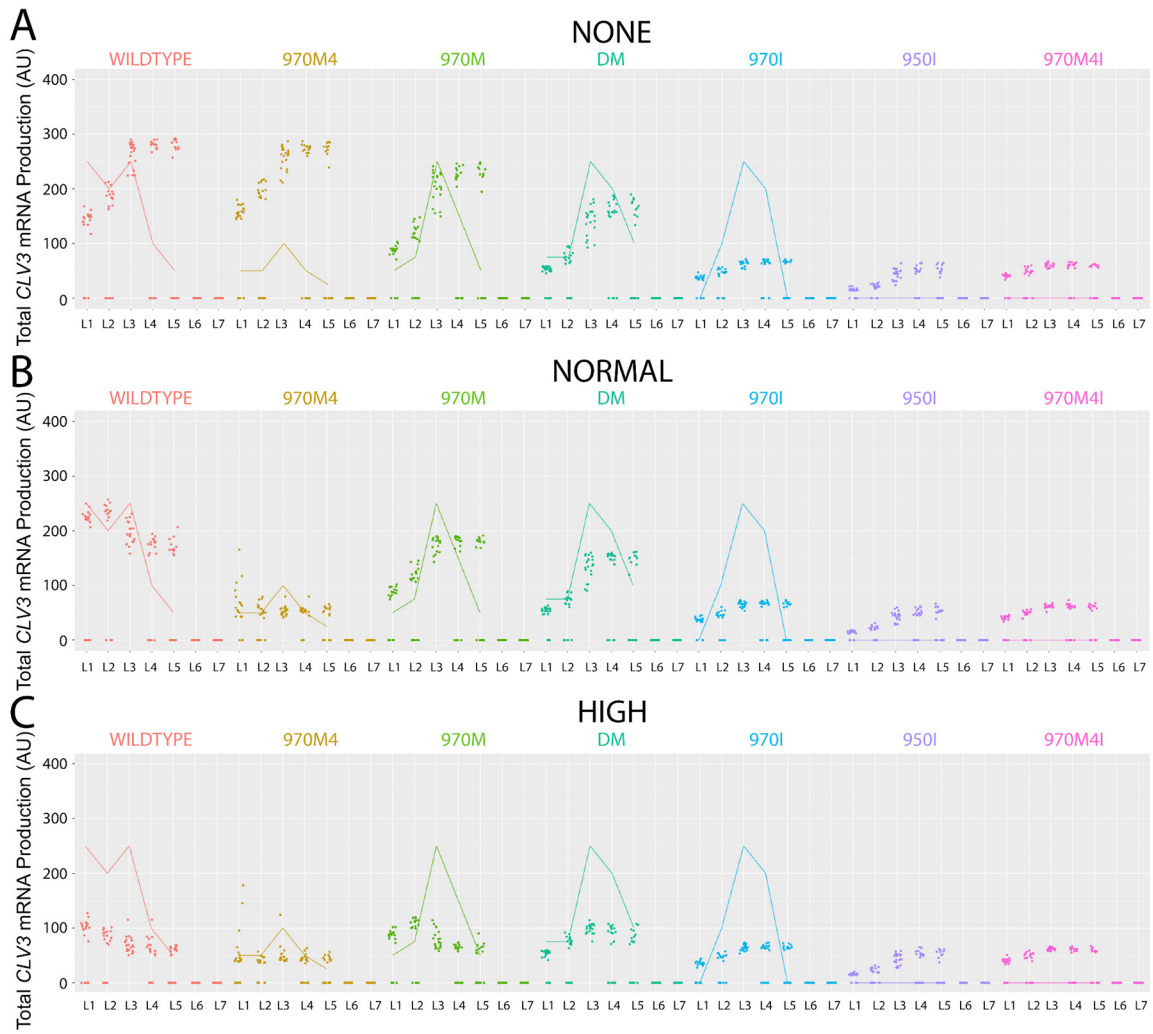 A
NONE
WILDTYPE 970M4 970M DM 970I 950I 970M4I
Total CLV3 mRNA Production (AU)
400
300
200
100
0
L1 L2 L3 L4 L5 L6 L7 L1 L2 L3 L4 L5 L6 L7 L1 L2 L3 L4 L5 L6 L7 L1 L2 L3 L4 L5 L6 L7 L1 L2 L3 L4 L5 L6 L7 L1 L2 L3 L4 L5 L6 L7 L1 L2 L3 L4 L5 L6 L7
B
NORMAL
WILDTYPE 970M4 970M DM 970I 950I 970M4I
Total CLV3 mRNA Production (AU)
400
300
200
100
0
L1 L2 L3 L4 L5 L6 L7 L1 L2 L3 L4 L5 L6 L7 L1 L2 L3 L4 L5 L6 L7 L1 L2 L3 L4 L5 L6 L7 L1 L2 L3 L4 L5 L6 L7 L1 L2 L3 L4 L5 L6 L7 L1 L2 L3 L4 L5 L6 L7
C
HIGH
WILDTYPE 970M4 970M DM 970I 950I 970M4I
Total CLV3 mRNA Production (AU)
400
300
200
100
0
L1 L2 L3 L4 L5 L6 L7 L1 L2 L3 L4 L5 L6 L7 L1 L2 L3 L4 L5 L6 L7 L1 L2 L3 L4 L5 L6 L7 L1 L2 L3 L4 L5 L6 L7 L1 L2 L3 L4 L5 L6 L7 L1 L2 L3 L4 L5 L6 L7